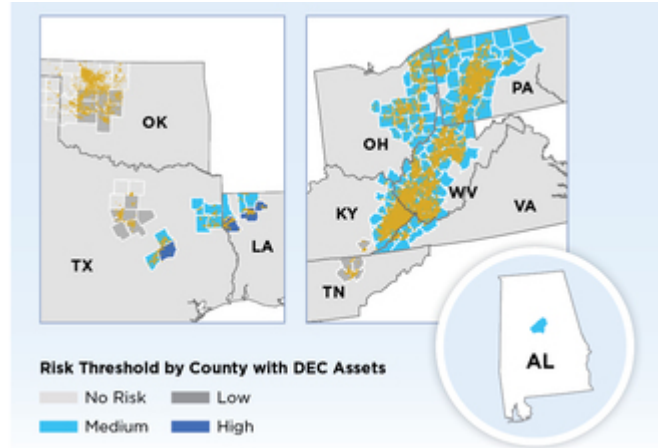 OK
TX
LA
PA
OH
WV
KY
VA
TN
AL
Risk Threshold by County with DEC Assets
No Risk
Low
Medium
High